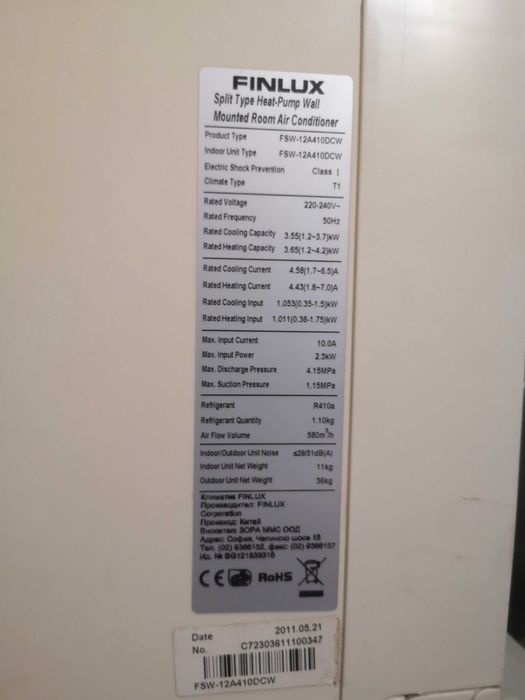 FINLUX
Split Type Heat-Pump Wall
Mounted Room Air Conditioner
Product Type FSW-12A410DCW
Indoor Unit Type FSW-12A410DCW
Electric Shock Prevention Class I
Climate Type T1
Rated Voltage 220-240V~
Rated Frequency 50Hz
Rated Cooling Capacity 3.55(1.2~3.7)kW
Rated Heating Capacity 3.65(1.2~4.2)kW
Rated Cooling Current 4.58(1.7~6.5)A
Rated Heating Current 4.43(1.8~7.0)A
Rated Cooling Input 1.053(0.35-1.5)kW
Rated Heating Input 1.011(0.36-1.75)kW
Max. Input Current 10.0A
Max. Input Power 2.3kW
Max. Discharge Pressure 4.15MPa
Max. Suction Pressure 1.15MPa
Refrigerant R410a
Refrigerant Quantity 1.10kg
Air Flow Volume 580m³/h
Indoor/Outdoor Unit Noise ≤29/51dB(A)
Indoor Unit Net Weight 11kg
Outdoor Unit Net Weight 36kg
Климатик FINLUX
Производител: FINLUX
Corporation
Произход: Китай
Вносител: ЗОРА ММС ООД
Адрес: София, Челопинско шосе 15
Тел. (02) 9366152, факс: (02) 9366157
Ид. № BG121639316
CE RoHS
Date 2011.05.21
No. C72303611100347
FSW-12A410DCW